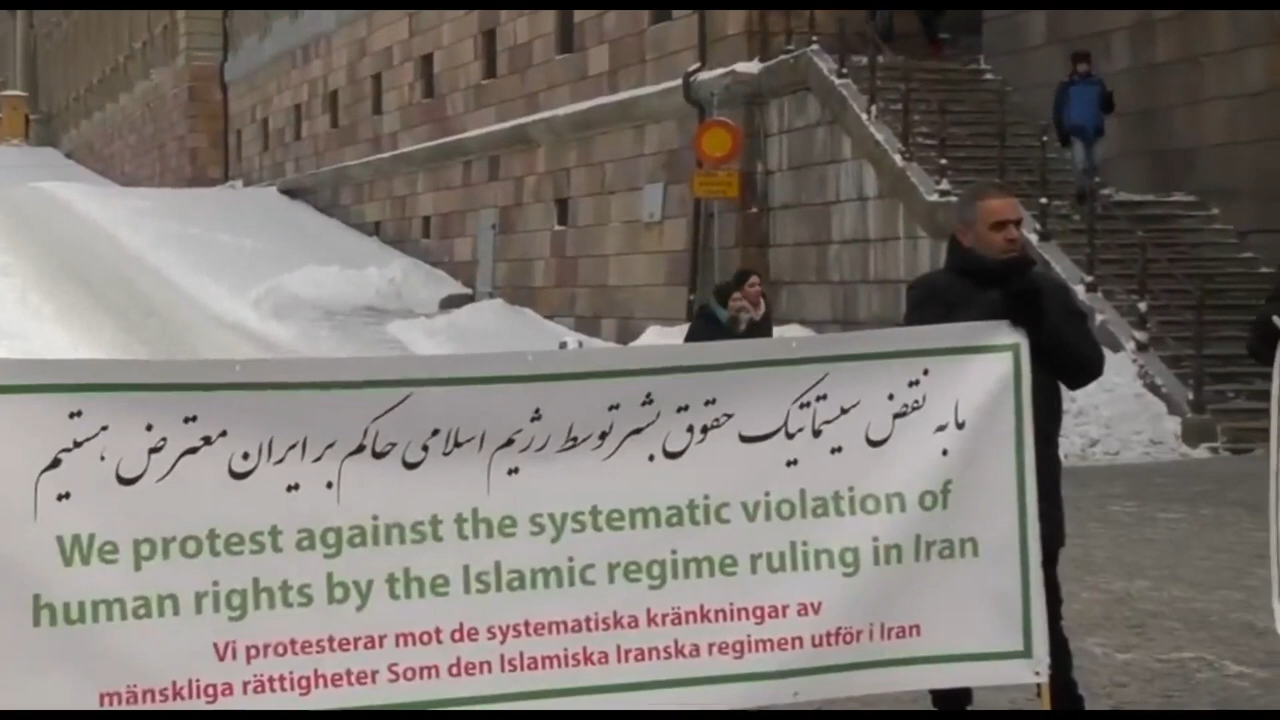 مابه نقض سیستماتیک حقوق بشر توسط رژیم اسلامی حاکم بر ایران معترض هستیم
We protest against the systematic violation of
human rights by the Islamic regime ruling in Iran
Vi protesterar mot de systematiska kränkningar av
mänskliga rättigheter Som den Islamiska Iranska regimen utför i Iran